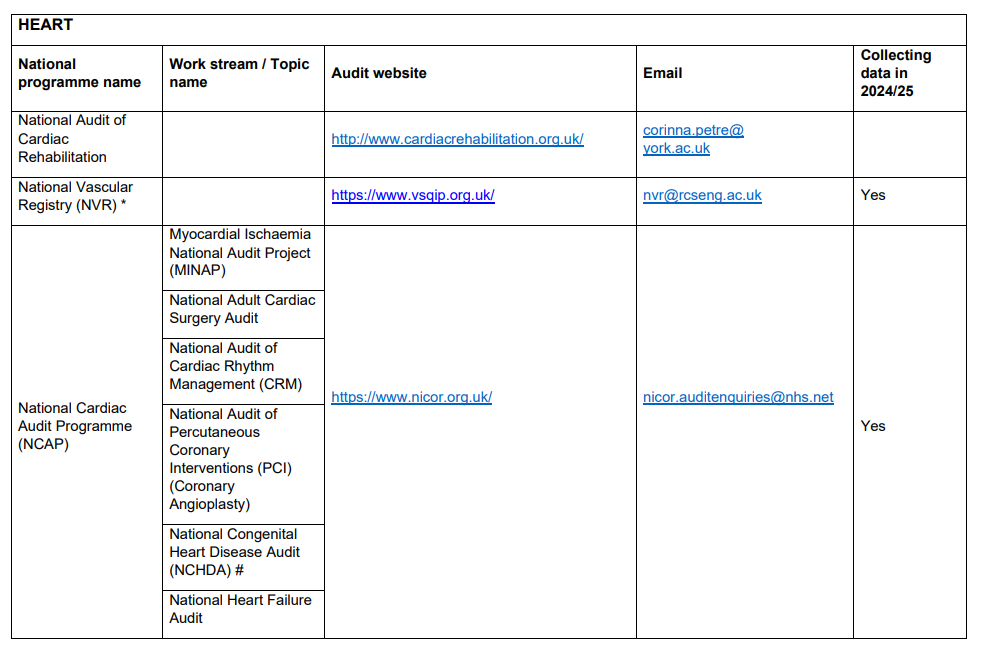 HEART
National
programme name
Work stream / Topic
name
Audit website
Email
Collecting
data in
2024/25
National Audit of
Cardiac
Rehabilitation
http://www.cardiacrehabilitation.org.uk/
corinna.petre@
york.ac.uk
National Vascular
Registry (NVR) *
https://www.vsqip.org.uk/
nvr@rcseng.ac.uk
Yes
National Cardiac
Audit Programme
(NCAP)
Myocardial Ischaemia
National Audit Project
(MINAP)
National Adult Cardiac
Surgery Audit
National Audit of
Cardiac Rhythm
Management (CRM)
National Audit of
Percutaneous
Coronary
Interventions (PCI)
(Coronary
Angioplasty)
National Congenital
Heart Disease Audit
(NCHDA) #
National Heart Failure
Audit
https://www.nicor.org.uk/
nicor.auditenquiries@nhs.net
Yes